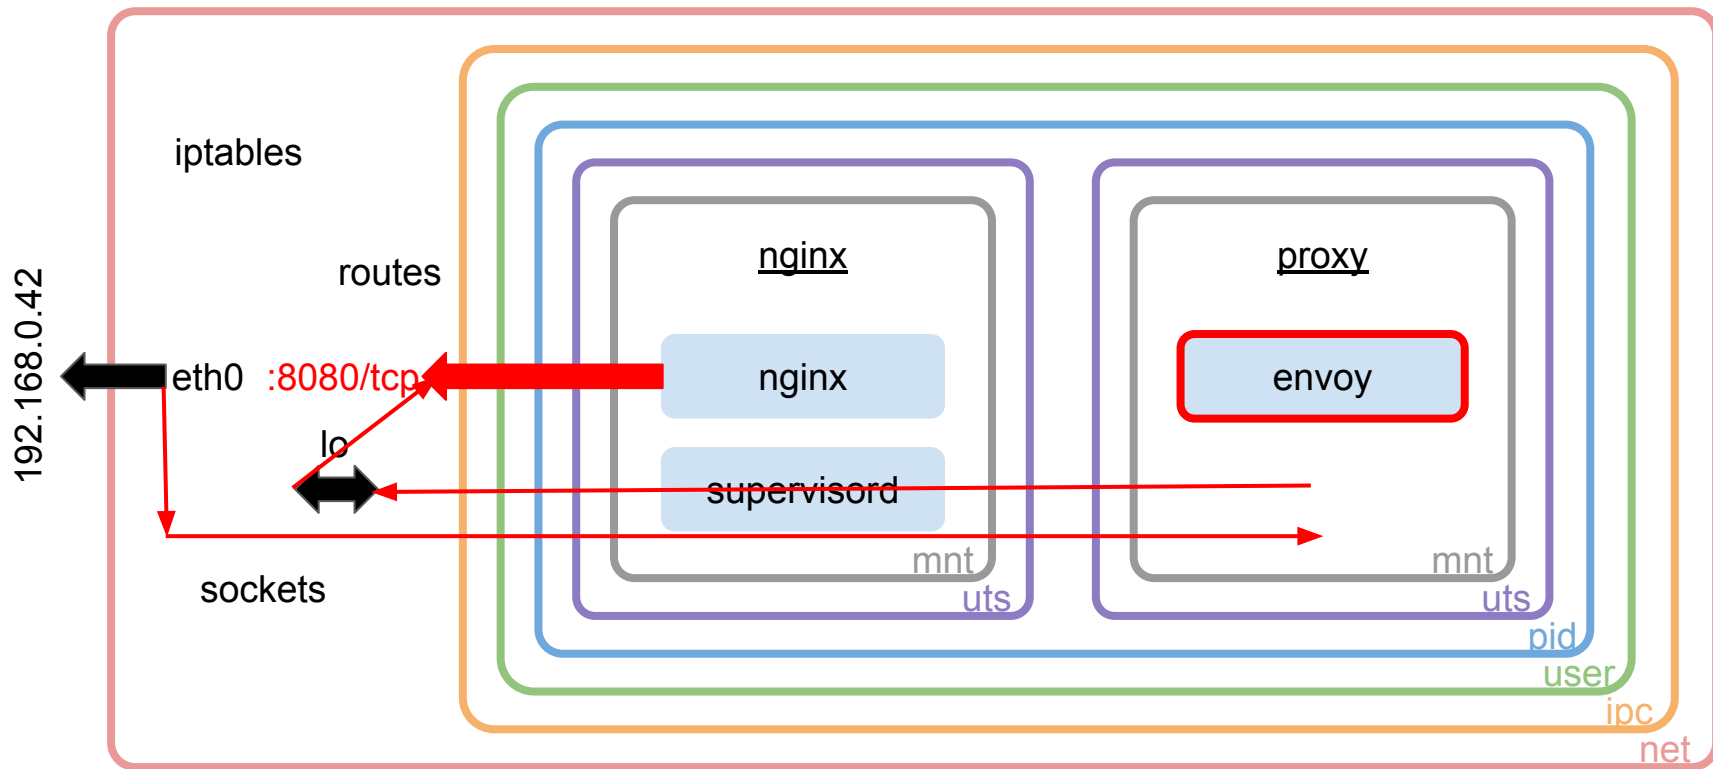 iptables
routes
192.168.0.42
eth0
:8080/tcp
lo
sockets
nginx
nginx
supervisord
mnt
uts
proxy
envoy
mnt
uts
pid
user
ipc
net